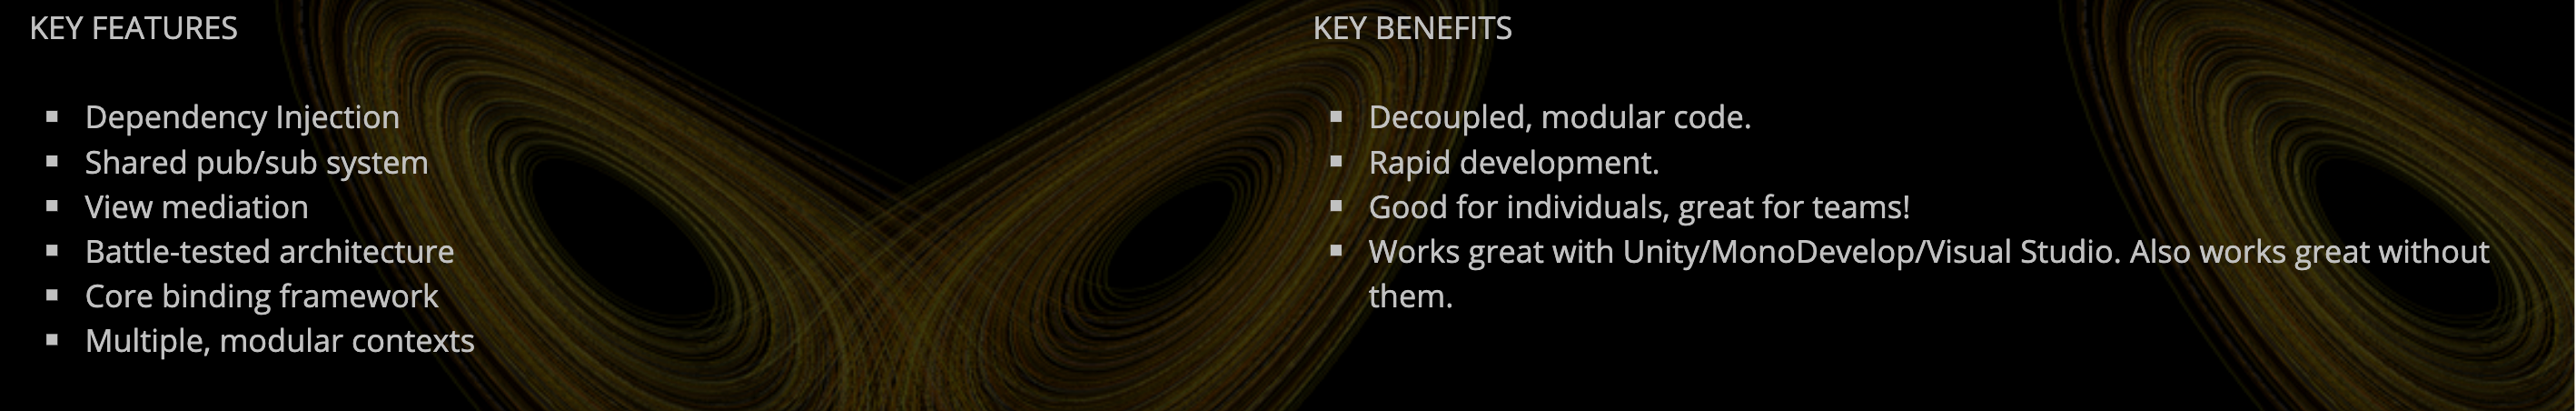 KEY FEATURES
Dependency Injection
Shared pub/sub system
View mediation
Battle-tested architecture
Core binding framework
Multiple, modular contexts
KEY BENEFITS
Decoupled, modular code.
Rapid development.
Good for individuals, great for teams!
Works great with Unity/MonoDevelop/Visual Studio. Also works great without
them.